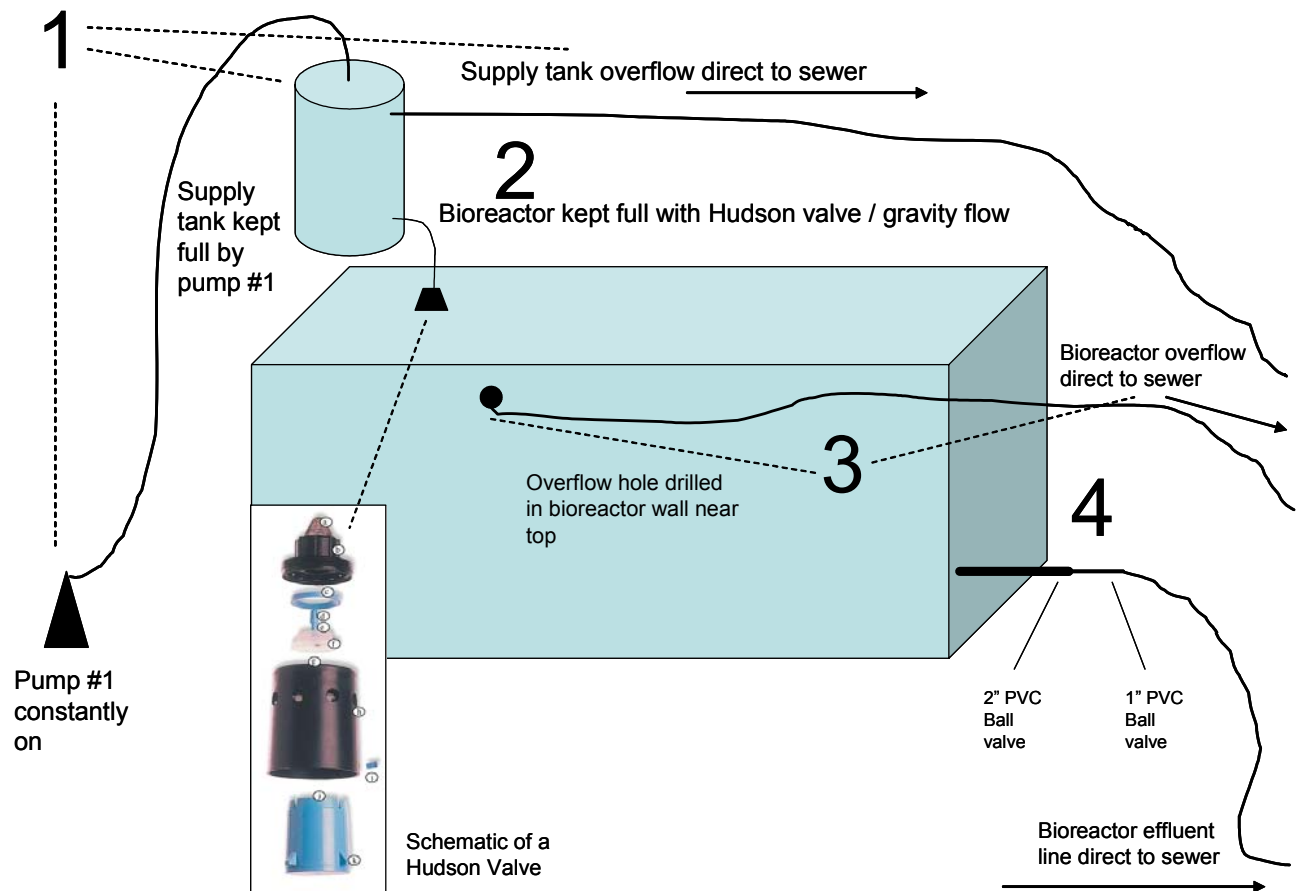 1
Supply tank overflow direct to sewer
2
Supply
tank kept
full by
pump #1
Bioreactor kept full with Hudson valve / gravity flow
Bioreactor overflow
direct to sewer
3
Overflow hole drilled
in bioreactor wall near
top
4
Pump #1
constantly
on
2” PVC
Ball
valve
1” PVC
Ball
valve
Schematic of a
Hudson Valve
Bioreactor effluent
line direct to sewer